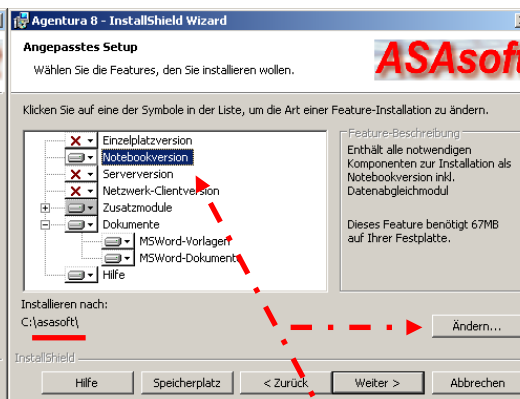 Agentura 8 - InstallShield Wizard
Angepasstes Setup
Wählen Sie die Features, den Sie installieren wollen.
ASAsoft
Klicken Sie auf eine der Symbole in der Liste, um die Art einer Feature-Installation zu ändern.
Einzelplatzversion
Notebookversion
Serverversion
Netzwerk-Clientversion
Zusatzmodule
Dokumente
MSWord-Vorlagen
MSWord-Dokumente
Hilfe
Feature-Beschreibung
Enthält alle notwendigen
Komponenten zur Installation als
Notebookversion inkl.
Datenabgleichmodul
Dieses Feature benötigt 67MB
auf Ihrer Festplatte.
Installieren nach:
C:\asasoft\
Ändern...
InstallShield
Hilfe
Speicherplatz
< Zurück
Weiter >
Abbrechen